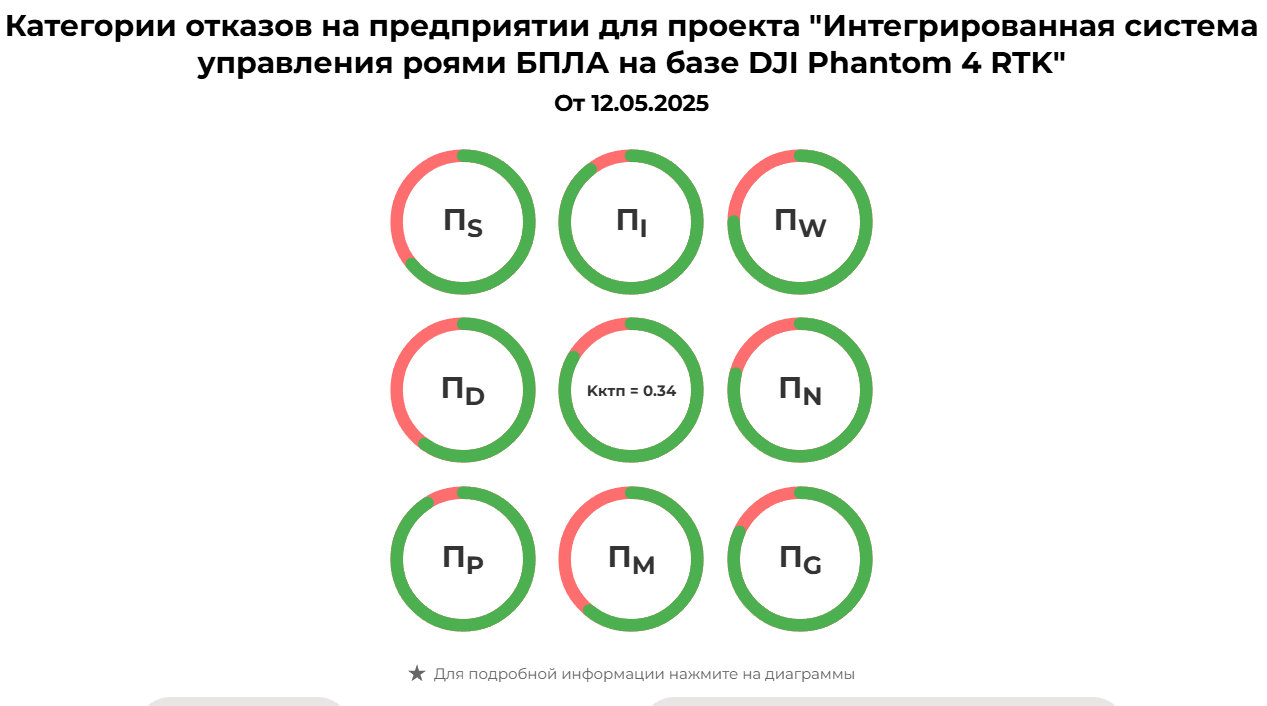 Категории отказов на предприятии для проекта "Интегрированная система
управления роями БПЛА на базе DJI Phantom 4 RTK"
От 12.05.2025
ПS
ПI
ПW
ПD
Kктп = 0.34
ПN
ПP
ПM
ПG
★ Для подробной информации нажмите на диаграммы